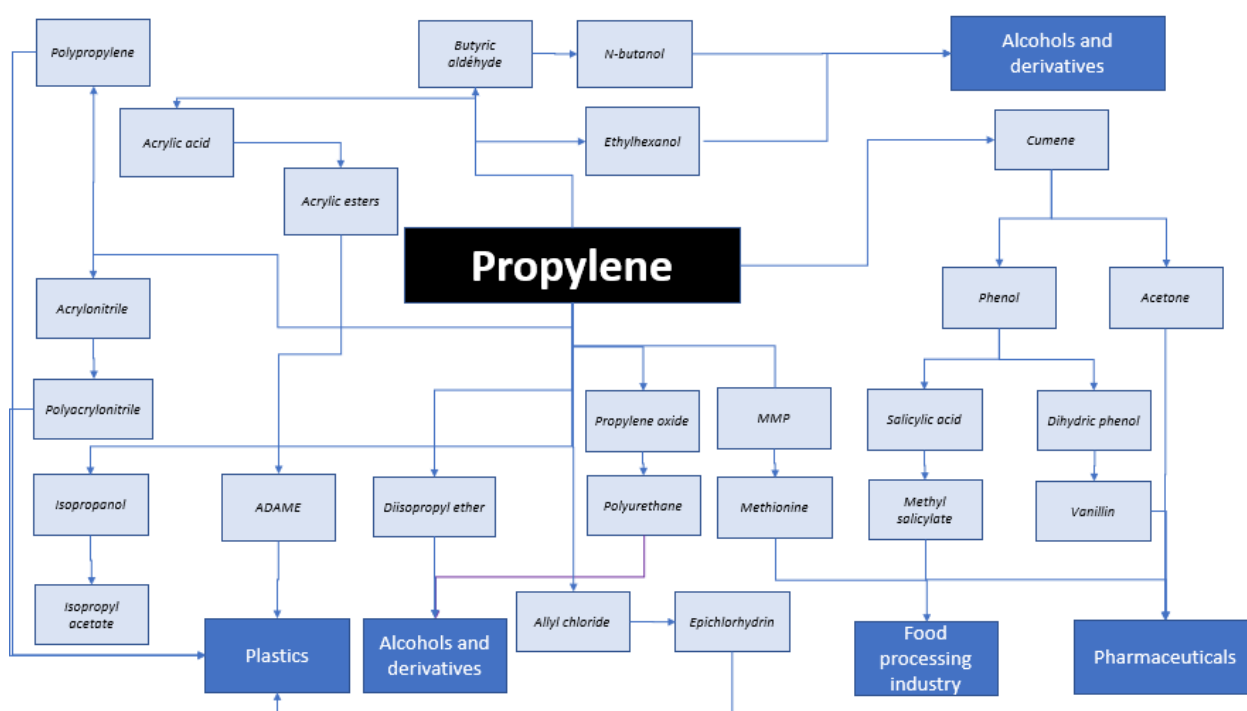 Polypropylene
Butyric
aldéhyde
N-butanol
Alcohols and
derivatives
Acrylic acid
Ethylhexanol
Cumene
Acrylic esters
Propylene
Acrylonitrile
Phenol
Acetone
Polyacrylonitrile
Propylene oxide
MMP
Salicylic acid
Dihydric phenol
Isopropanol
ADAME
Diisopropyl ether
Polyurethane
Methionine
Methyl
salicylate
Vanillin
Isopropyl
acetate
Plastics
Alcohols and
derivatives
Allyl chloride
Epichlorhydrin
Food
processing
industry
Pharmaceuticals